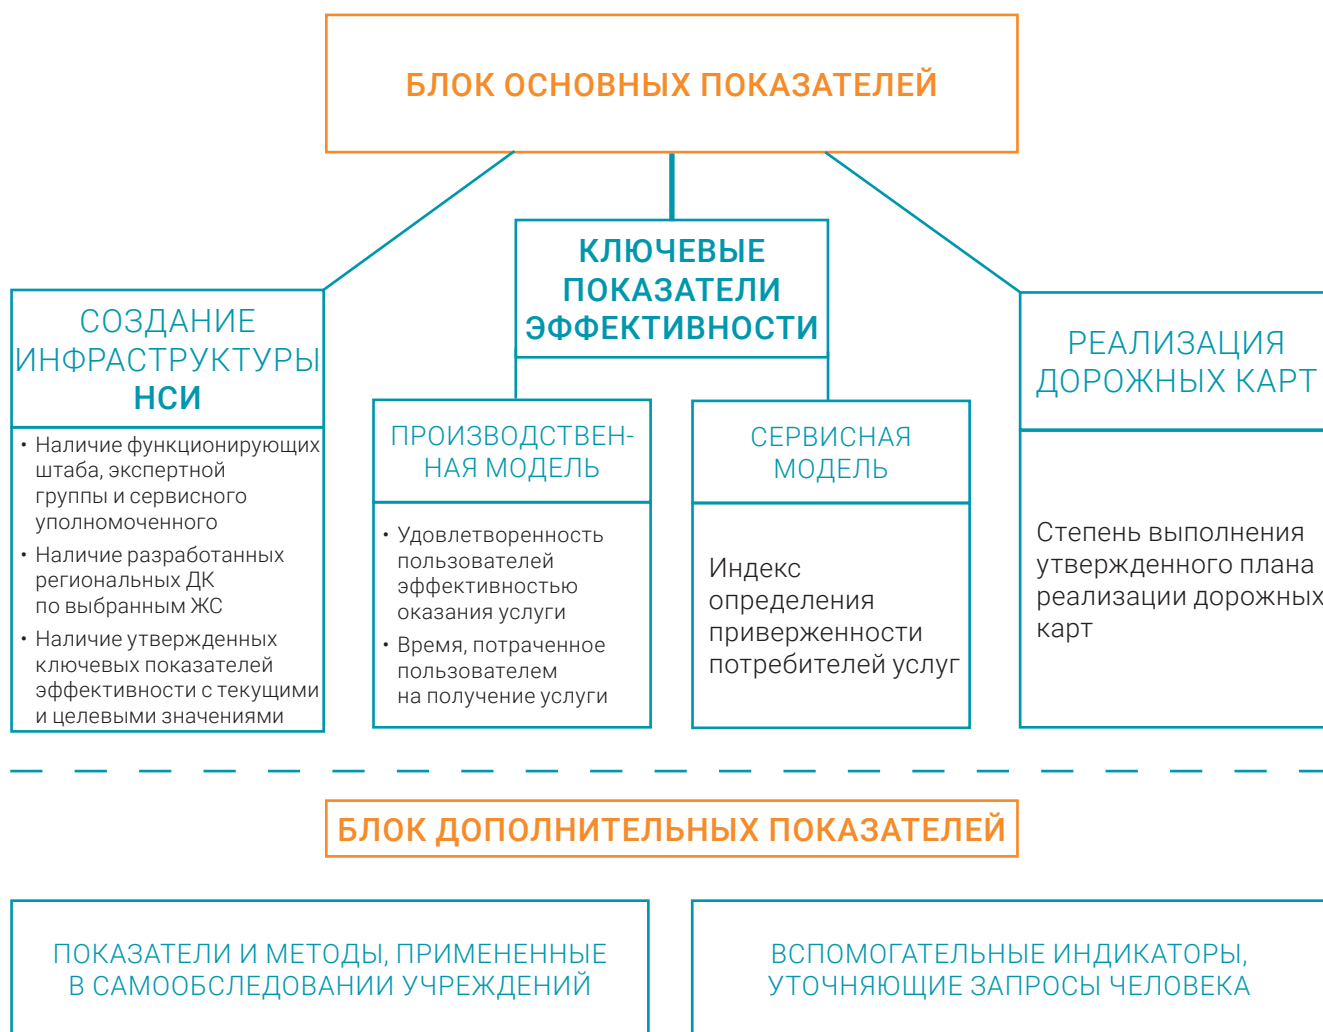 БЛОК ОСНОВНЫХ ПОКАЗАТЕЛЕЙ
СОЗДАНИЕ
ИНФРАСТРУКТУРЫ
НСИ
• Наличие функционирующих
штаба, экспертной
группы и сервисного
уполномоченного
• Наличие разработанных
региональных ДК
по выбранным ЖС
• Наличие утвержденных
ключевых показателей
эффективности с текущими
и целевыми значениями
КЛЮЧЕВЫЕ
ПОКАЗАТЕЛИ
ЭФФЕКТИВНОСТИ
ПРОИЗВОДСТВЕН-
НАЯ МОДЕЛЬ
• Удовлетворенность
пользователей
эффективностью
оказания услуги
• Время, потраченное
пользователем
на получение услуги
СЕРВИСНАЯ
МОДЕЛЬ
Индекс
определения
приверженности
потребителей услуг
РЕАЛИЗАЦИЯ
ДОРОЖНЫХ КАРТ
Степень выполнения
утвержденного плана
реализации дорожных
карт
БЛОК ДОПОЛНИТЕЛЬНЫХ ПОКАЗАТЕЛЕЙ
ПОКАЗАТЕЛИ И МЕТОДЫ, ПРИМЕНЕННЫЕ
В САМООБСЛЕДОВАНИИ УЧРЕЖДЕНИЙ
ВСПОМОГАТЕЛЬНЫЕ ИНДИКАТОРЫ,
УТОЧНЯЮЩИЕ ЗАПРОСЫ ЧЕЛОВЕКА